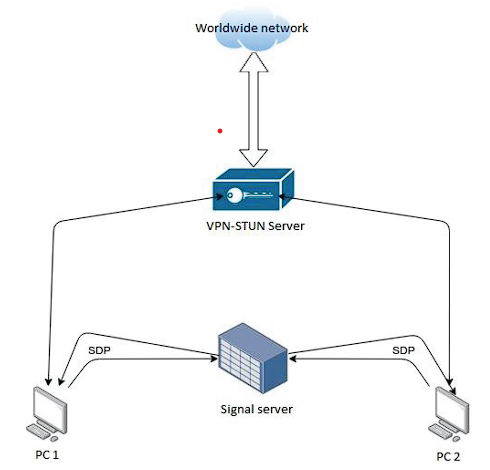 Worldwide network
VPN-STUN Server
SDP
SDP
Signal server
PC 1
PC 2